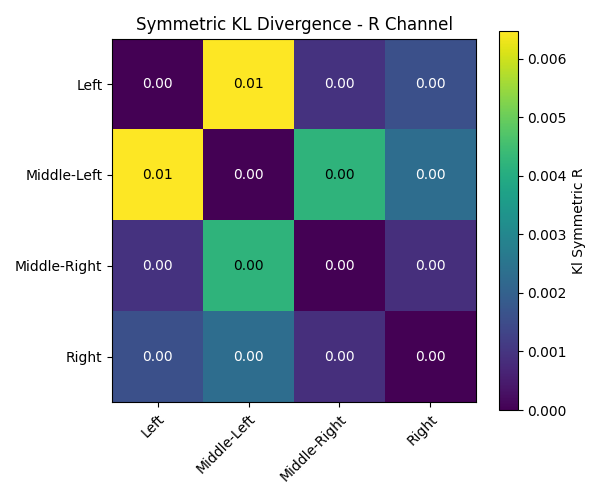 Symmetric KL Divergence - R Channel
Left
0.00 0.01 0.00 0.00
Middle-Left
0.01 0.00 0.00 0.00
Middle-Right
0.00 0.00 0.00 0.00
Right
0.00 0.00 0.00 0.00
Left
Middle-Left
Middle-Right
Right
0.006
0.005
0.004
0.003
0.002
0.001
0.000
Kl Symmetric R